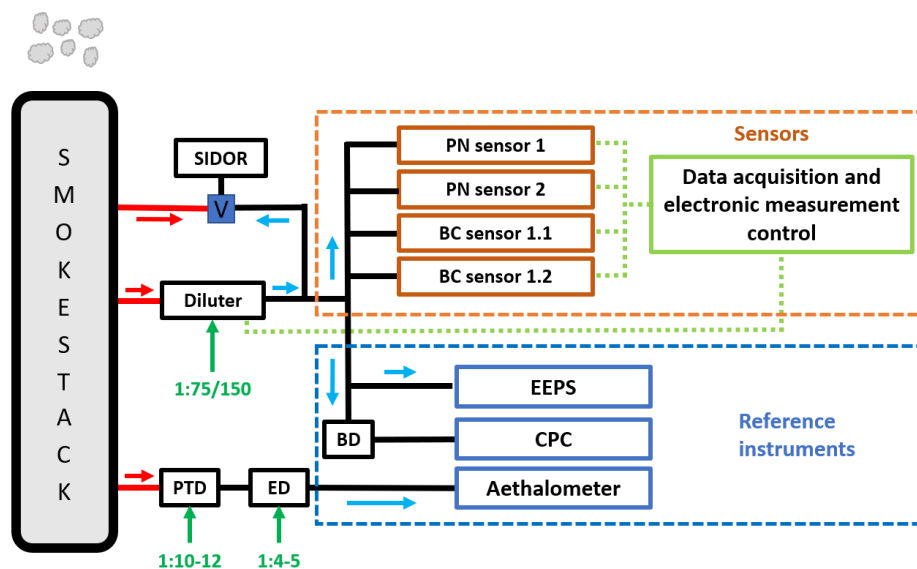 SMOKESTACK
SIDOR
V
Diluter
1:75/150
PTD
ED
1:10-12
1:4-5
Sensors
PN sensor 1
PN sensor 2
BC sensor 1.1
BC sensor 1.2
Data acquisition and
electronic measurement
control
EEPS
BD
CPC
Aethalometer
Reference
instruments